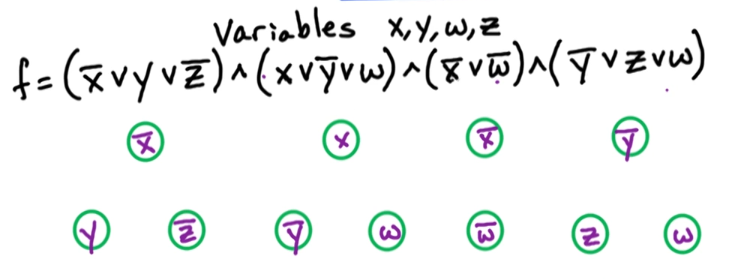 Variables x, y, w, z
f = (x̅ ∨ y ∨ z̅) ∧ (x ∨ y̅ ∨ w) ∧ (x̅ ∨ w̅) ∧ (y̅ ∨ z ∨ w)
x̅ x x̅ y̅
y z̅ y̅ w w̅ z w